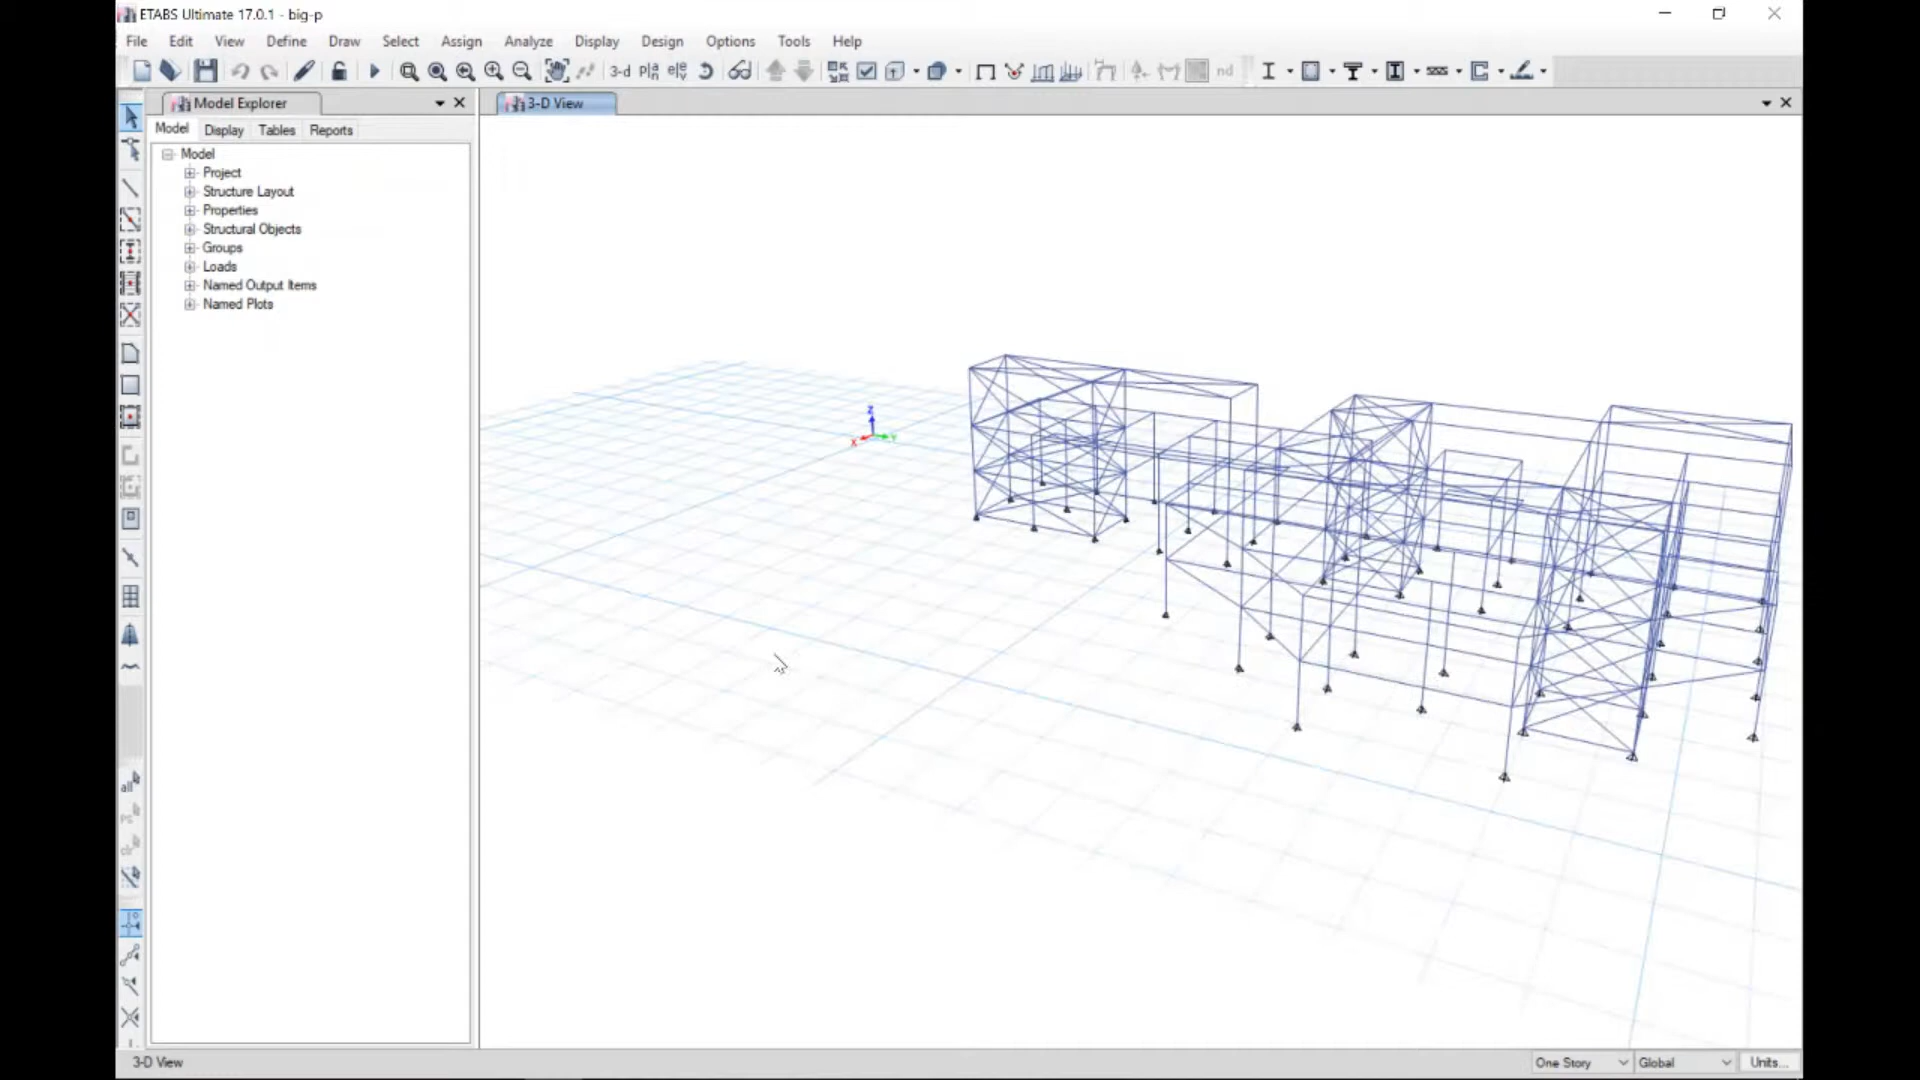 ETABS Ultimate 17.0.1 - big-p
File Edit View Define Draw Select Assign Analyze Display Design Options Tools Help
3-d nd
Model Explorer
3-D View
Model Display Tables Reports
Model
Project
Structure Layout
Properties
Structural Objects
Groups
Loads
Named Output Items
Named Plots
Z
X Y
all
3-D View
One Story Global Units...